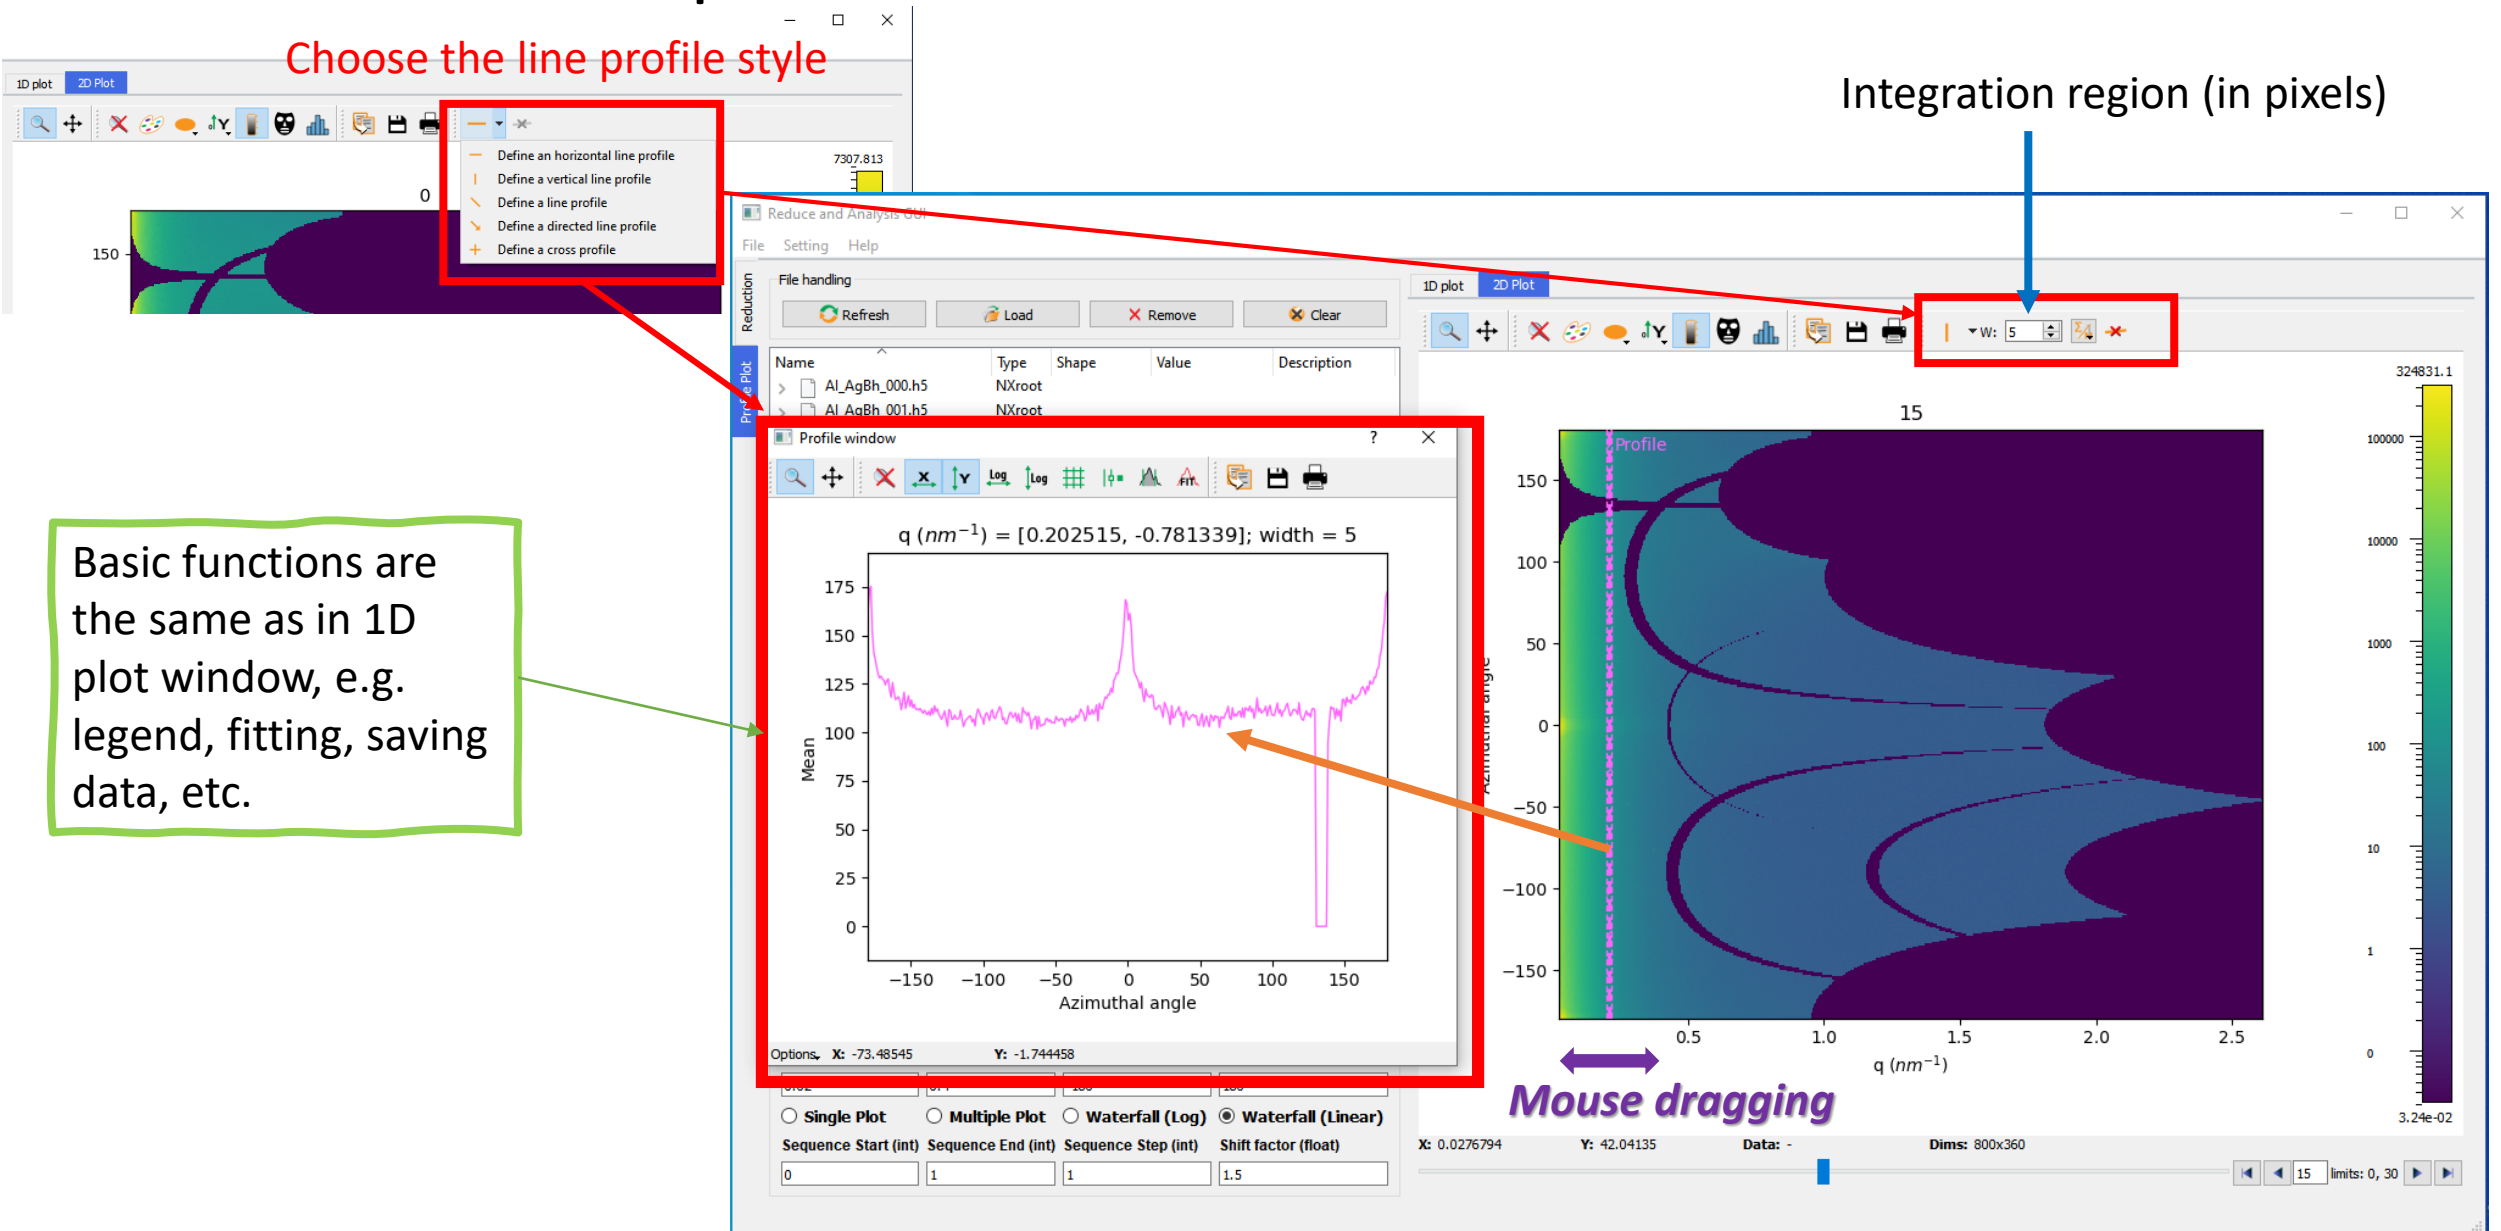 Choose the line profile style
1D plot
2D Plot
Define an horizontal line profile
Define a vertical line profile
Define a line profile
Define a directed line profile
Define a cross profile
7307.813
0
150
Integration region (in pixels)
Reduce and Analysis GUI
File Setting Help
Reduction
Profile Plot
File handling
Refresh
Load
Remove
Clear
Name Type Shape Value Description
Al_AgBh_000.h5 NXroot
Al_AgBh_001.h5 NXroot
Profile window
?
Log
Log
FIT
q (nm⁻¹) = [0.202515, -0.781339]; width = 5
175
150
125
100
75
50
25
0
Mean
−150 −100 −50 0 50 100 150
Azimuthal angle
Options X: -73.48545 Y: -1.744458
Basic functions are
the same as in 1D
plot window, e.g.
legend, fitting, saving
data, etc.
Single Plot Multiple Plot Waterfall (Log) Waterfall (Linear)
Sequence Start (int) Sequence End (int) Sequence Step (int) Shift factor (float)
0 1 1 1.5
1D plot
2D Plot
W: 5
15
Profile
150
100
50
0
−50
−100
−150
Azimuthal angle
0.5 1.0 1.5 2.0 2.5
q (nm⁻¹)
Mouse dragging
324831.1
100000
10000
1000
100
10
1
0
3.24e-02
X: 0.0276794 Y: 42.04135 Data: - Dims: 800x360
15 limits: 0, 30